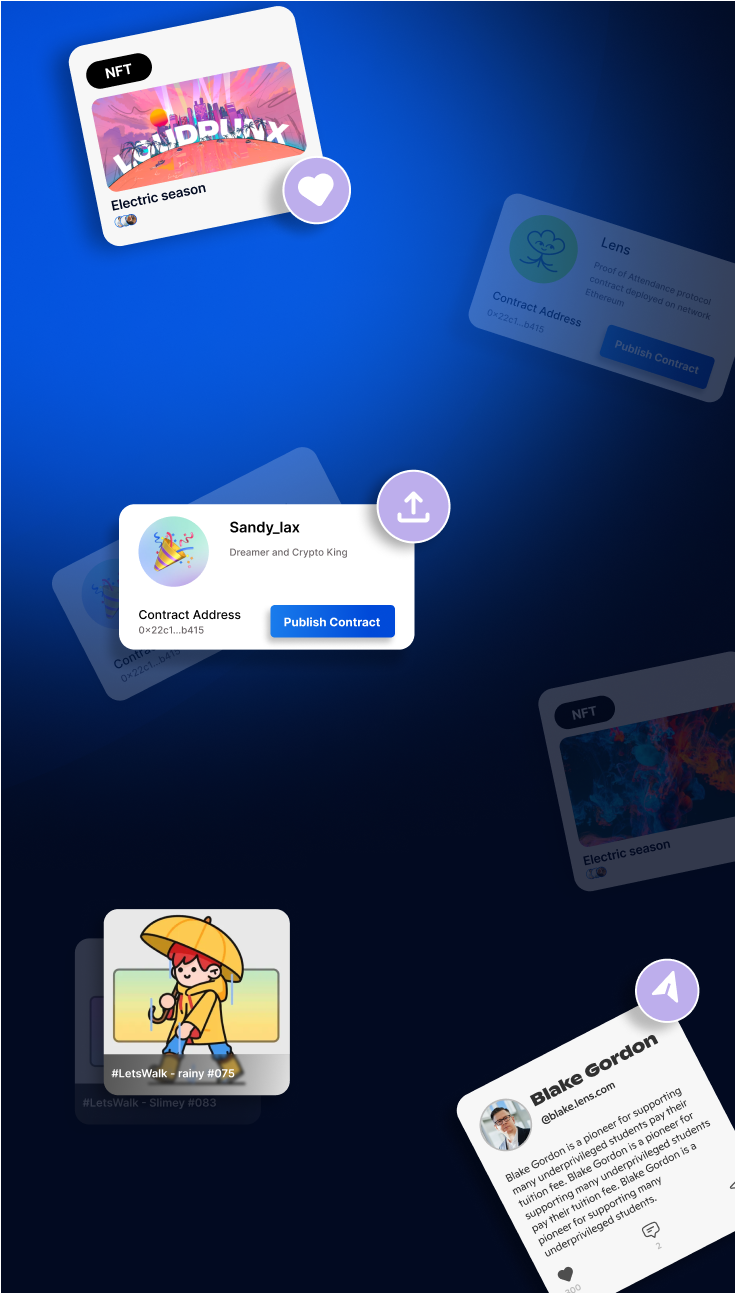 NFT
LOUDPUNX
Electric season
Lens
Proof of Attendance protocol
contract deployed on network
Ethereum
Contract Address
0×22c1...b415
Publish Contract
Sandy_lax
Dreamer and Crypto King
Contract Address
0×22c1...b415
Publish Contract
0×22c1...b415
NFT
Electric season
#LetsWalk - rainy #075
#LetsWalk - Slimey #083
Blake Gordon
@blake.lens.com
Blake Gordon is a pioneer for supporting
many underprivileged students pay their
tuition fee. Blake Gordon is a pioneer for
supporting many underprivileged students
pay their tuition fee. Blake Gordon is a
pioneer for supporting many
underprivileged students.
300
2